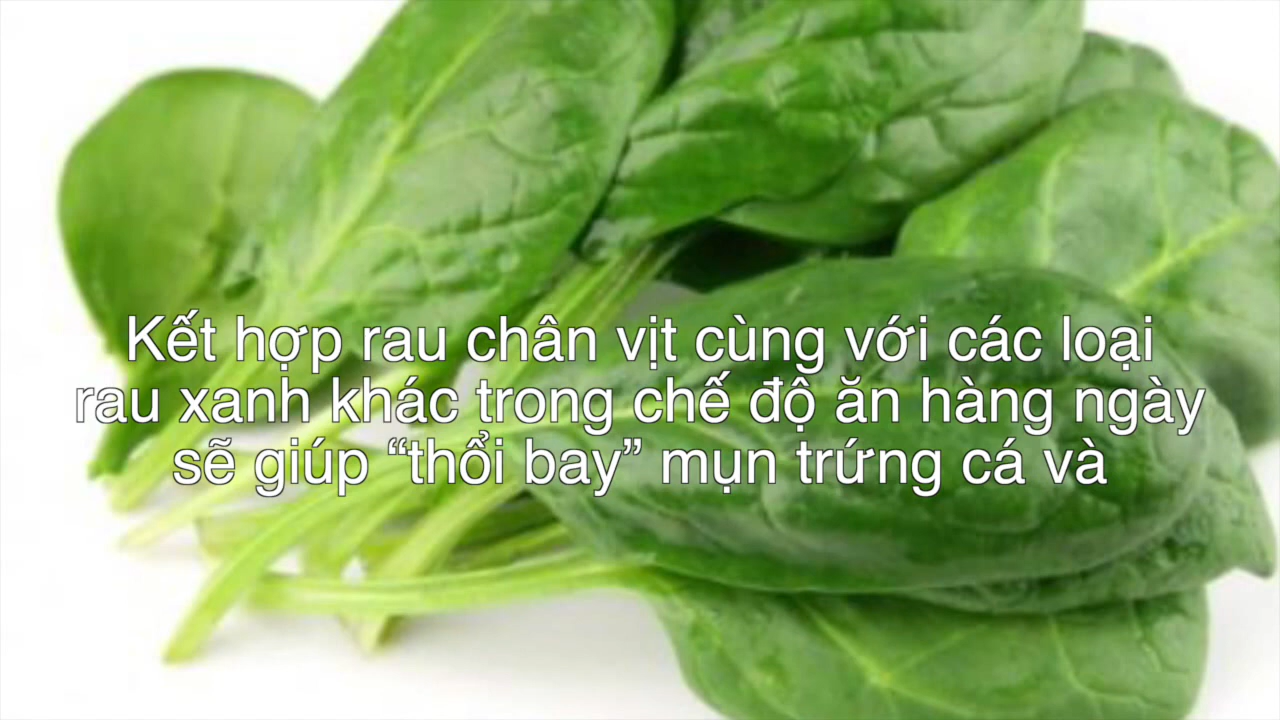 Kết hợp rau chân vịt cùng với các loại
rau xanh khác trong chế độ ăn hàng ngày
sẽ giúp “thổi bay” mụn trứng cá và